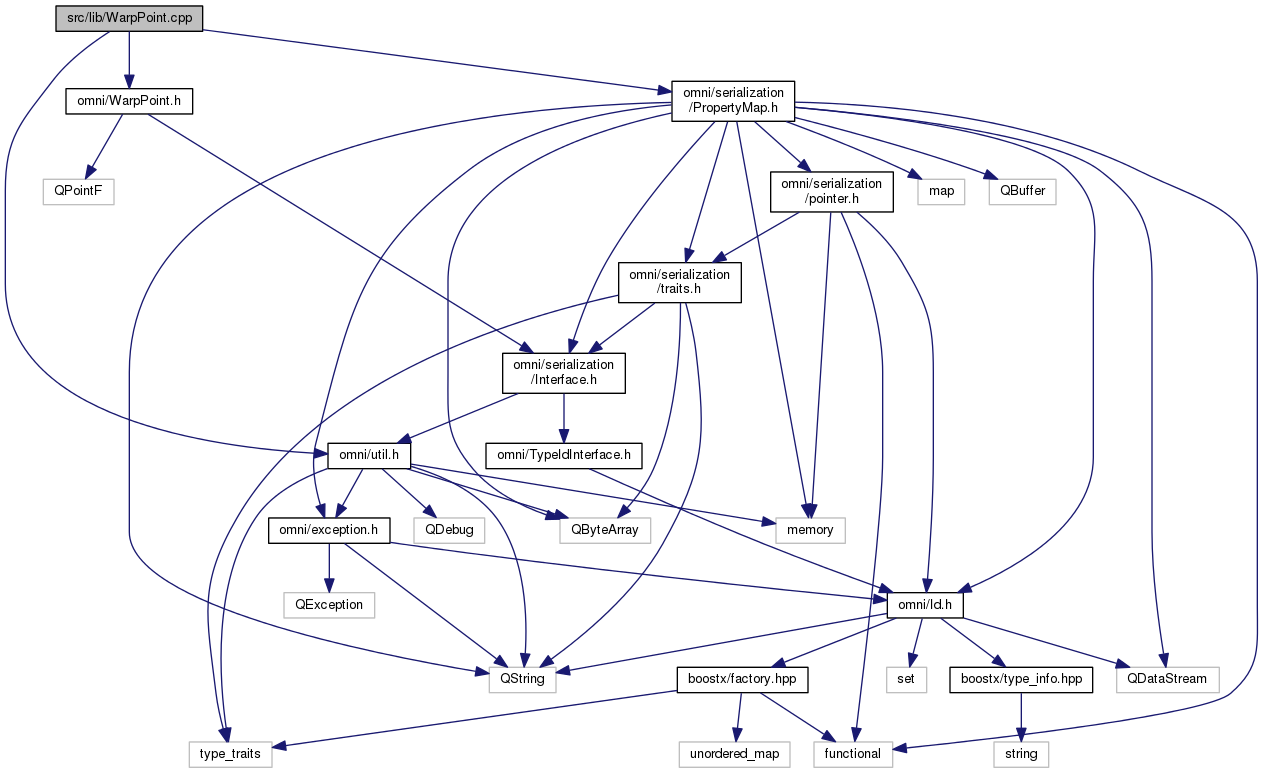 src/lib/WarpPoint.cpp
omni/WarpPoint.h
omni/serialization
/PropertyMap.h
QPointF
omni/serialization
/pointer.h
map
QBuffer
omni/serialization
/traits.h
omni/serialization
/Interface.h
omni/util.h
omni/TypeIdInterface.h
omni/exception.h
QDebug
QByteArray
memory
QException
omni/Id.h
QString
boostx/factory.hpp
set
boostx/type_info.hpp
QDataStream
type_traits
unordered_map
functional
string